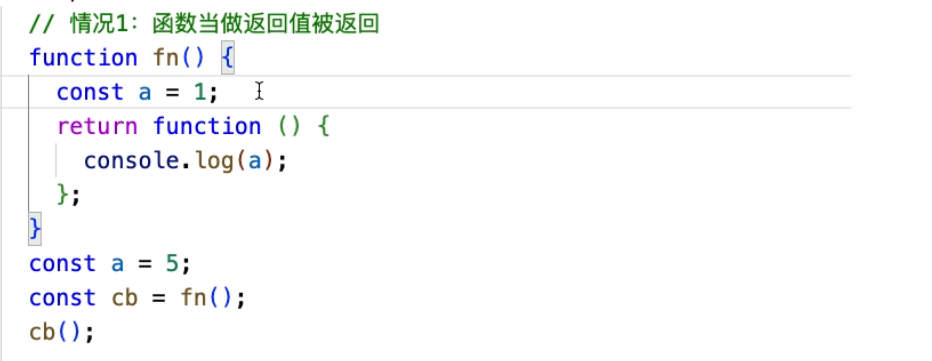 // 情况1：函数当做返回值被返回
function fn() {
  const a = 1;
  return function () {
    console.log(a);
  };
}
const a = 5;
const cb = fn();
cb();